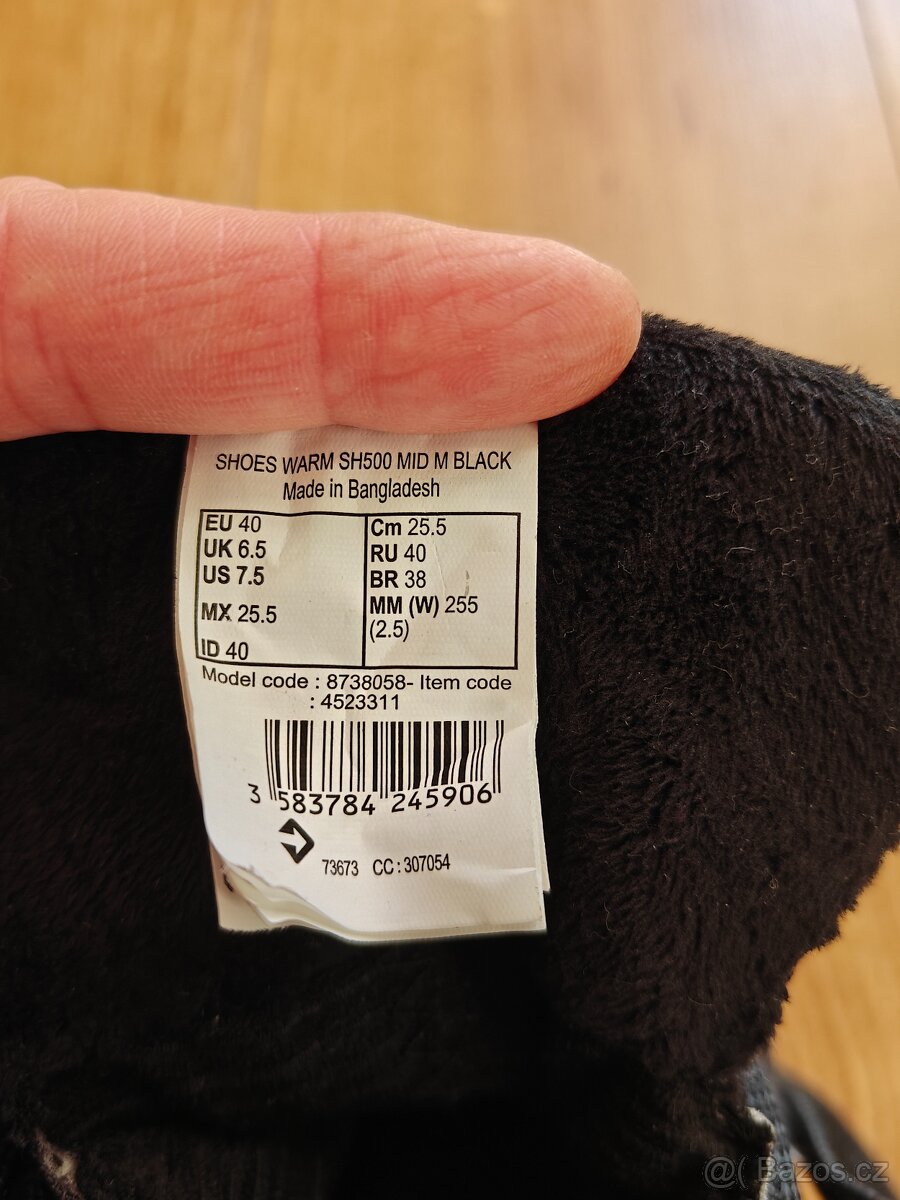 SHOES WARM SH500 MID M BLACK
Made in Bangladesh
EU 40
UK 6.5
US 7.5
MX 25.5
ID 40
Cm 25.5
RU 40
BR 38
MM (W) 255
(2.5)
Model code : 8738058- Item code
: 4523311
3 583784 245906
73673 CC : 307054
@( Bazos.cz